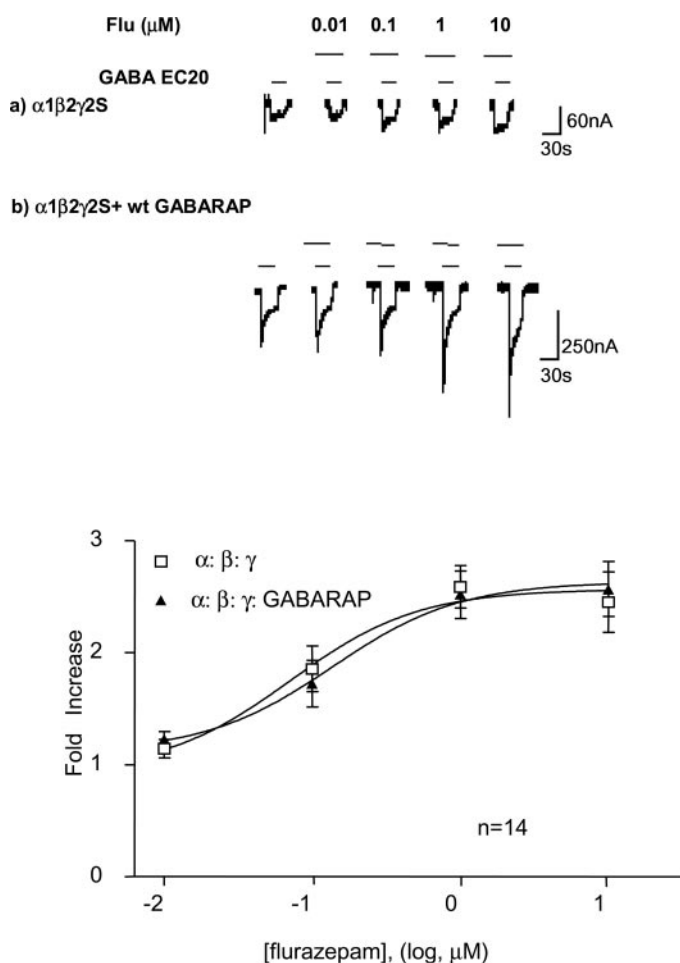 Flu (μM) 0.01 0.1 1 10
GABA EC20
a) α1β2γ2S
60nA
30s
b) α1β2γ2S+ wt GABARAP
250nA
30s
3
α: β: γ
α: β: γ: GABARAP
2
Fold Increase
1
n=14
0
-2 -1 0 1
[flurazepam], (log, μM)